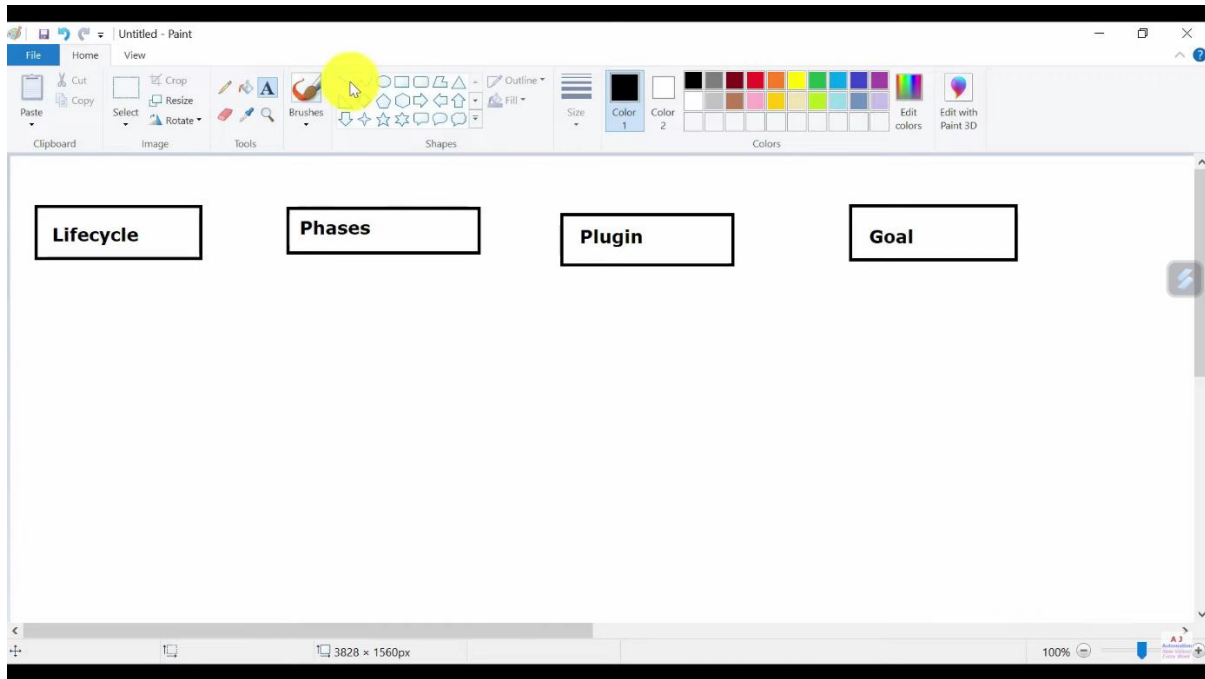 Untitled - Paint
File Home View
Paste
Cut
Copy
Clipboard
Select
Crop
Resize
Rotate
Image
A
Tools
Brushes
Outline
Fill
Shapes
Size
Color 1
Color 2
Edit colors
Edit with Paint 3D
Colors
Lifecycle
Phases
Plugin
Goal
3828 × 1560px
100%
AJ
Automation